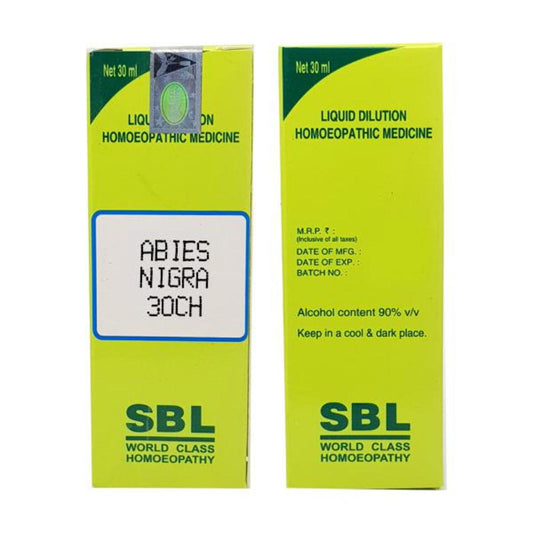 Net 30 ml
LIQU ON
HOMOEOPATHIC MEDICINE
ABIES
NIGRA
30CH
SBL
WORLD CLASS
HOMOEOPATHY
Net 30 ml
LIQUID DILUTION
HOMOEOPATHIC MEDICINE
M.R.P. ₹ :
(Inclusive of all taxes)
DATE OF MFG. :
DATE OF EXP. :
BATCH NO. :
Alcohol content 90% v/v
Keep in a cool & dark place.
SBL
WORLD CLASS
HOMOEOPATHY